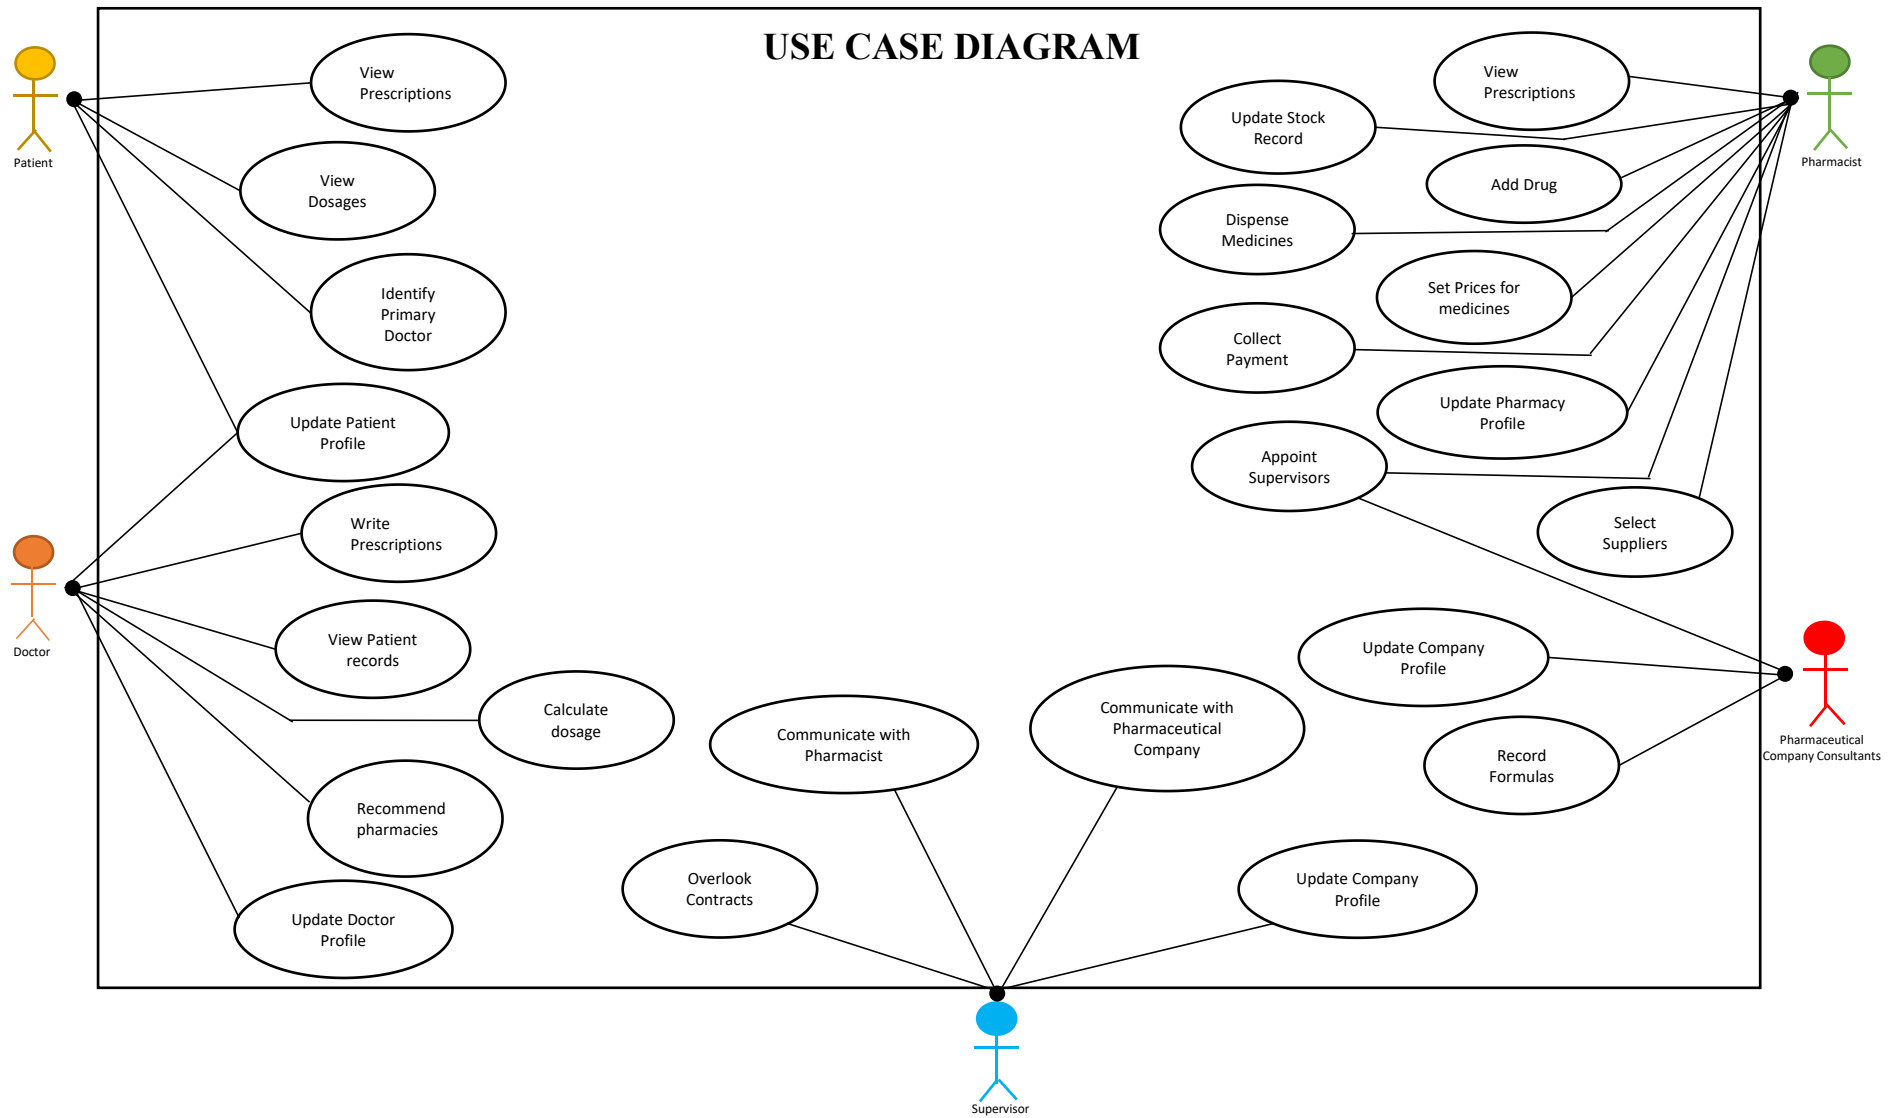 USE CASE DIAGRAM
View
Prescriptions
View
Dosages
Identify
Primary
Doctor
Update Patient
Profile
Write
Prescriptions
View Patient
records
Calculate
dosage
Recommend
pharmacies
Update Doctor
Profile
Patient
Doctor
Communicate with
Pharmacist
Communicate with
Pharmaceutical
Company
Overlook
Contracts
Update Company
Profile
Supervisor
View
Prescriptions
Update Stock
Record
Add Drug
Dispense
Medicines
Set Prices for
medicines
Collect
Payment
Update Pharmacy
Profile
Appoint
Supervisors
Select
Suppliers
Update Company
Profile
Record
Formulas
Pharmacist
Pharmaceutical
Company Consultants